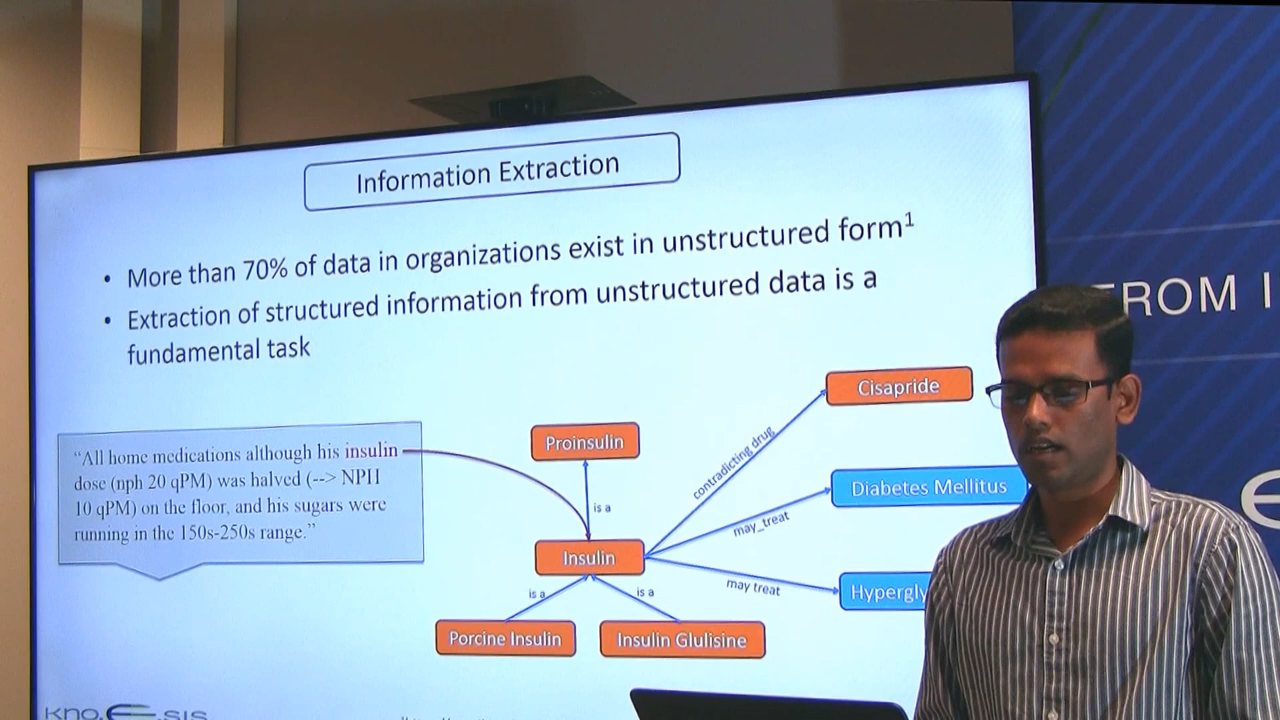 Information Extraction
• More than 70% of data in organizations exist in unstructured form1
• Extraction of structured information from unstructured data is a
fundamental task
FROM I
Cisapride
Proinsulin
contradicting drug
“All home medications although his insulin
dose (nph 20 qPM) was halved (--> NPH
10 qPM) on the floor, and his sugars were
running in the 150s-250s range.”
is a
Diabetes Mellitus
may_treat
Insulin
may treat
Hypergly
is a
is a
Porcine Insulin
Insulin Glulisine
kno.e.sis